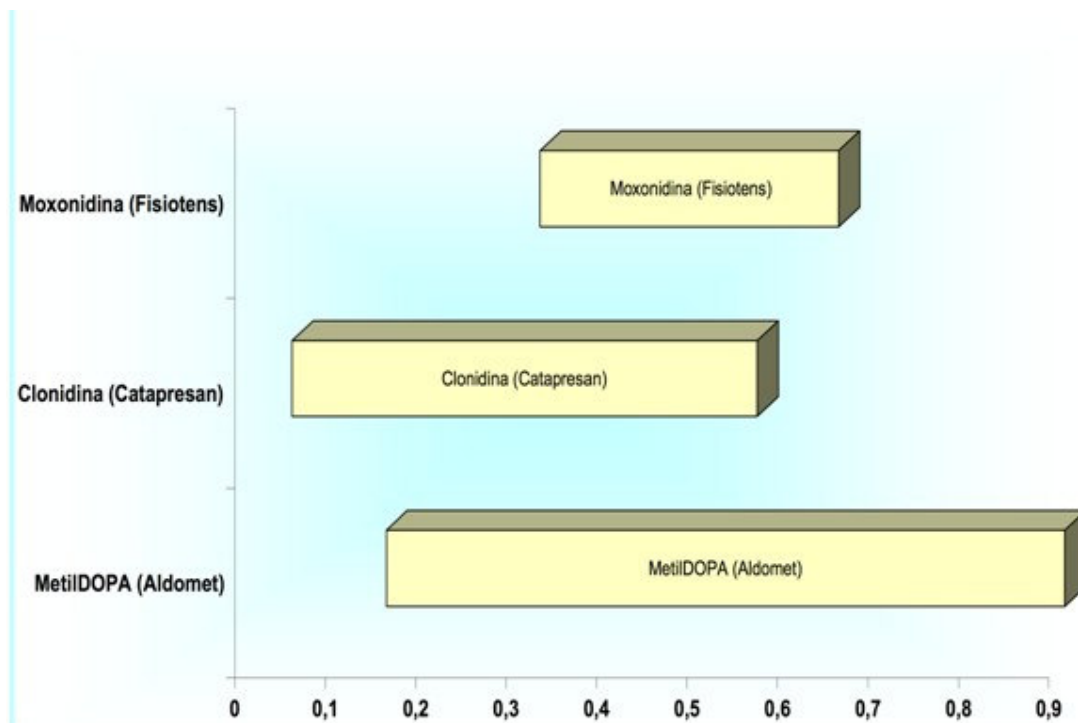 Moxonidina (Fisiotens)
Moxonidina (Fisiotens)
Clonidina (Catapresan)
Clonidina (Catapresan)
MetilDOPA (Aldomet)
MetilDOPA (Aldomet)
0 0,1 0,2 0,3 0,4 0,5 0,6 0,7 0,8 0,9